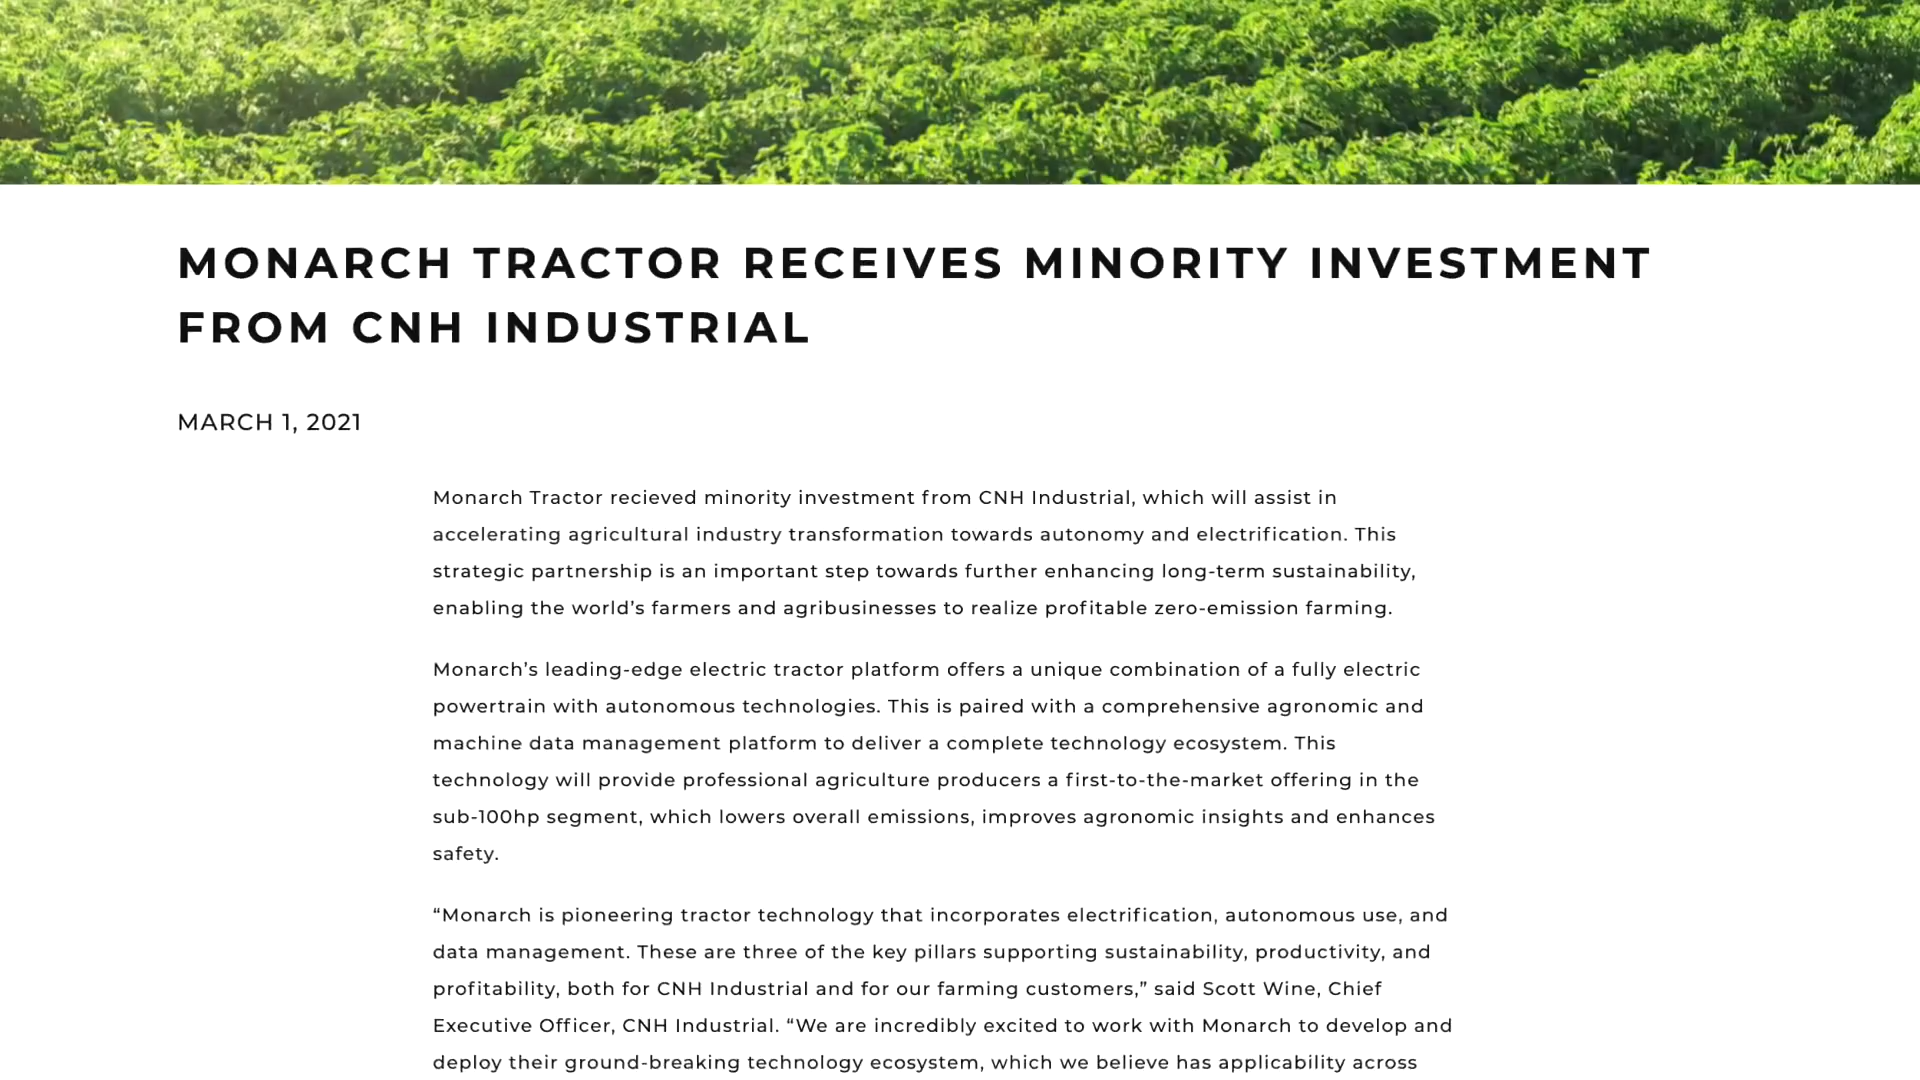 MONARCH TRACTOR RECEIVES MINORITY INVESTMENT
FROM CNH INDUSTRIAL
MARCH 1, 2021
Monarch Tractor recieved minority investment from CNH Industrial, which will assist in
accelerating agricultural industry transformation towards autonomy and electrification. This
strategic partnership is an important step towards further enhancing long-term sustainability,
enabling the world’s farmers and agribusinesses to realize profitable zero-emission farming.
Monarch’s leading-edge electric tractor platform offers a unique combination of a fully electric
powertrain with autonomous technologies. This is paired with a comprehensive agronomic and
machine data management platform to deliver a complete technology ecosystem. This
technology will provide professional agriculture producers a first-to-the-market offering in the
sub-100hp segment, which lowers overall emissions, improves agronomic insights and enhances
safety.
“Monarch is pioneering tractor technology that incorporates electrification, autonomous use, and
data management. These are three of the key pillars supporting sustainability, productivity, and
profitability, both for CNH Industrial and for our farming customers,” said Scott Wine, Chief
Executive Officer, CNH Industrial. “We are incredibly excited to work with Monarch to develop and
deploy their ground-breaking technology ecosystem, which we believe has applicability across